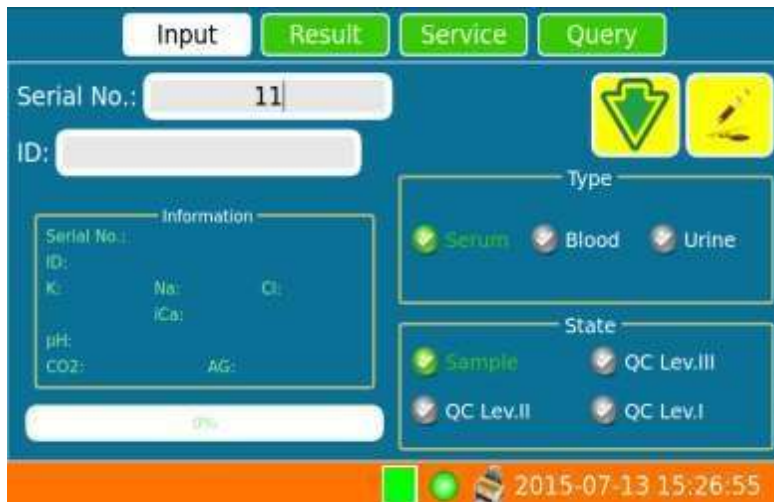 Input Result Service Query
Serial No.: 11
ID:
Type
Serum Blood Urine
Information
Serial No.:
ID:
K: Na: Cl:
iCa:
pH:
CO2: AG:
State
Sample QC Lev.III
QC Lev.II QC Lev.I
0%
2015-07-13 15:26:55